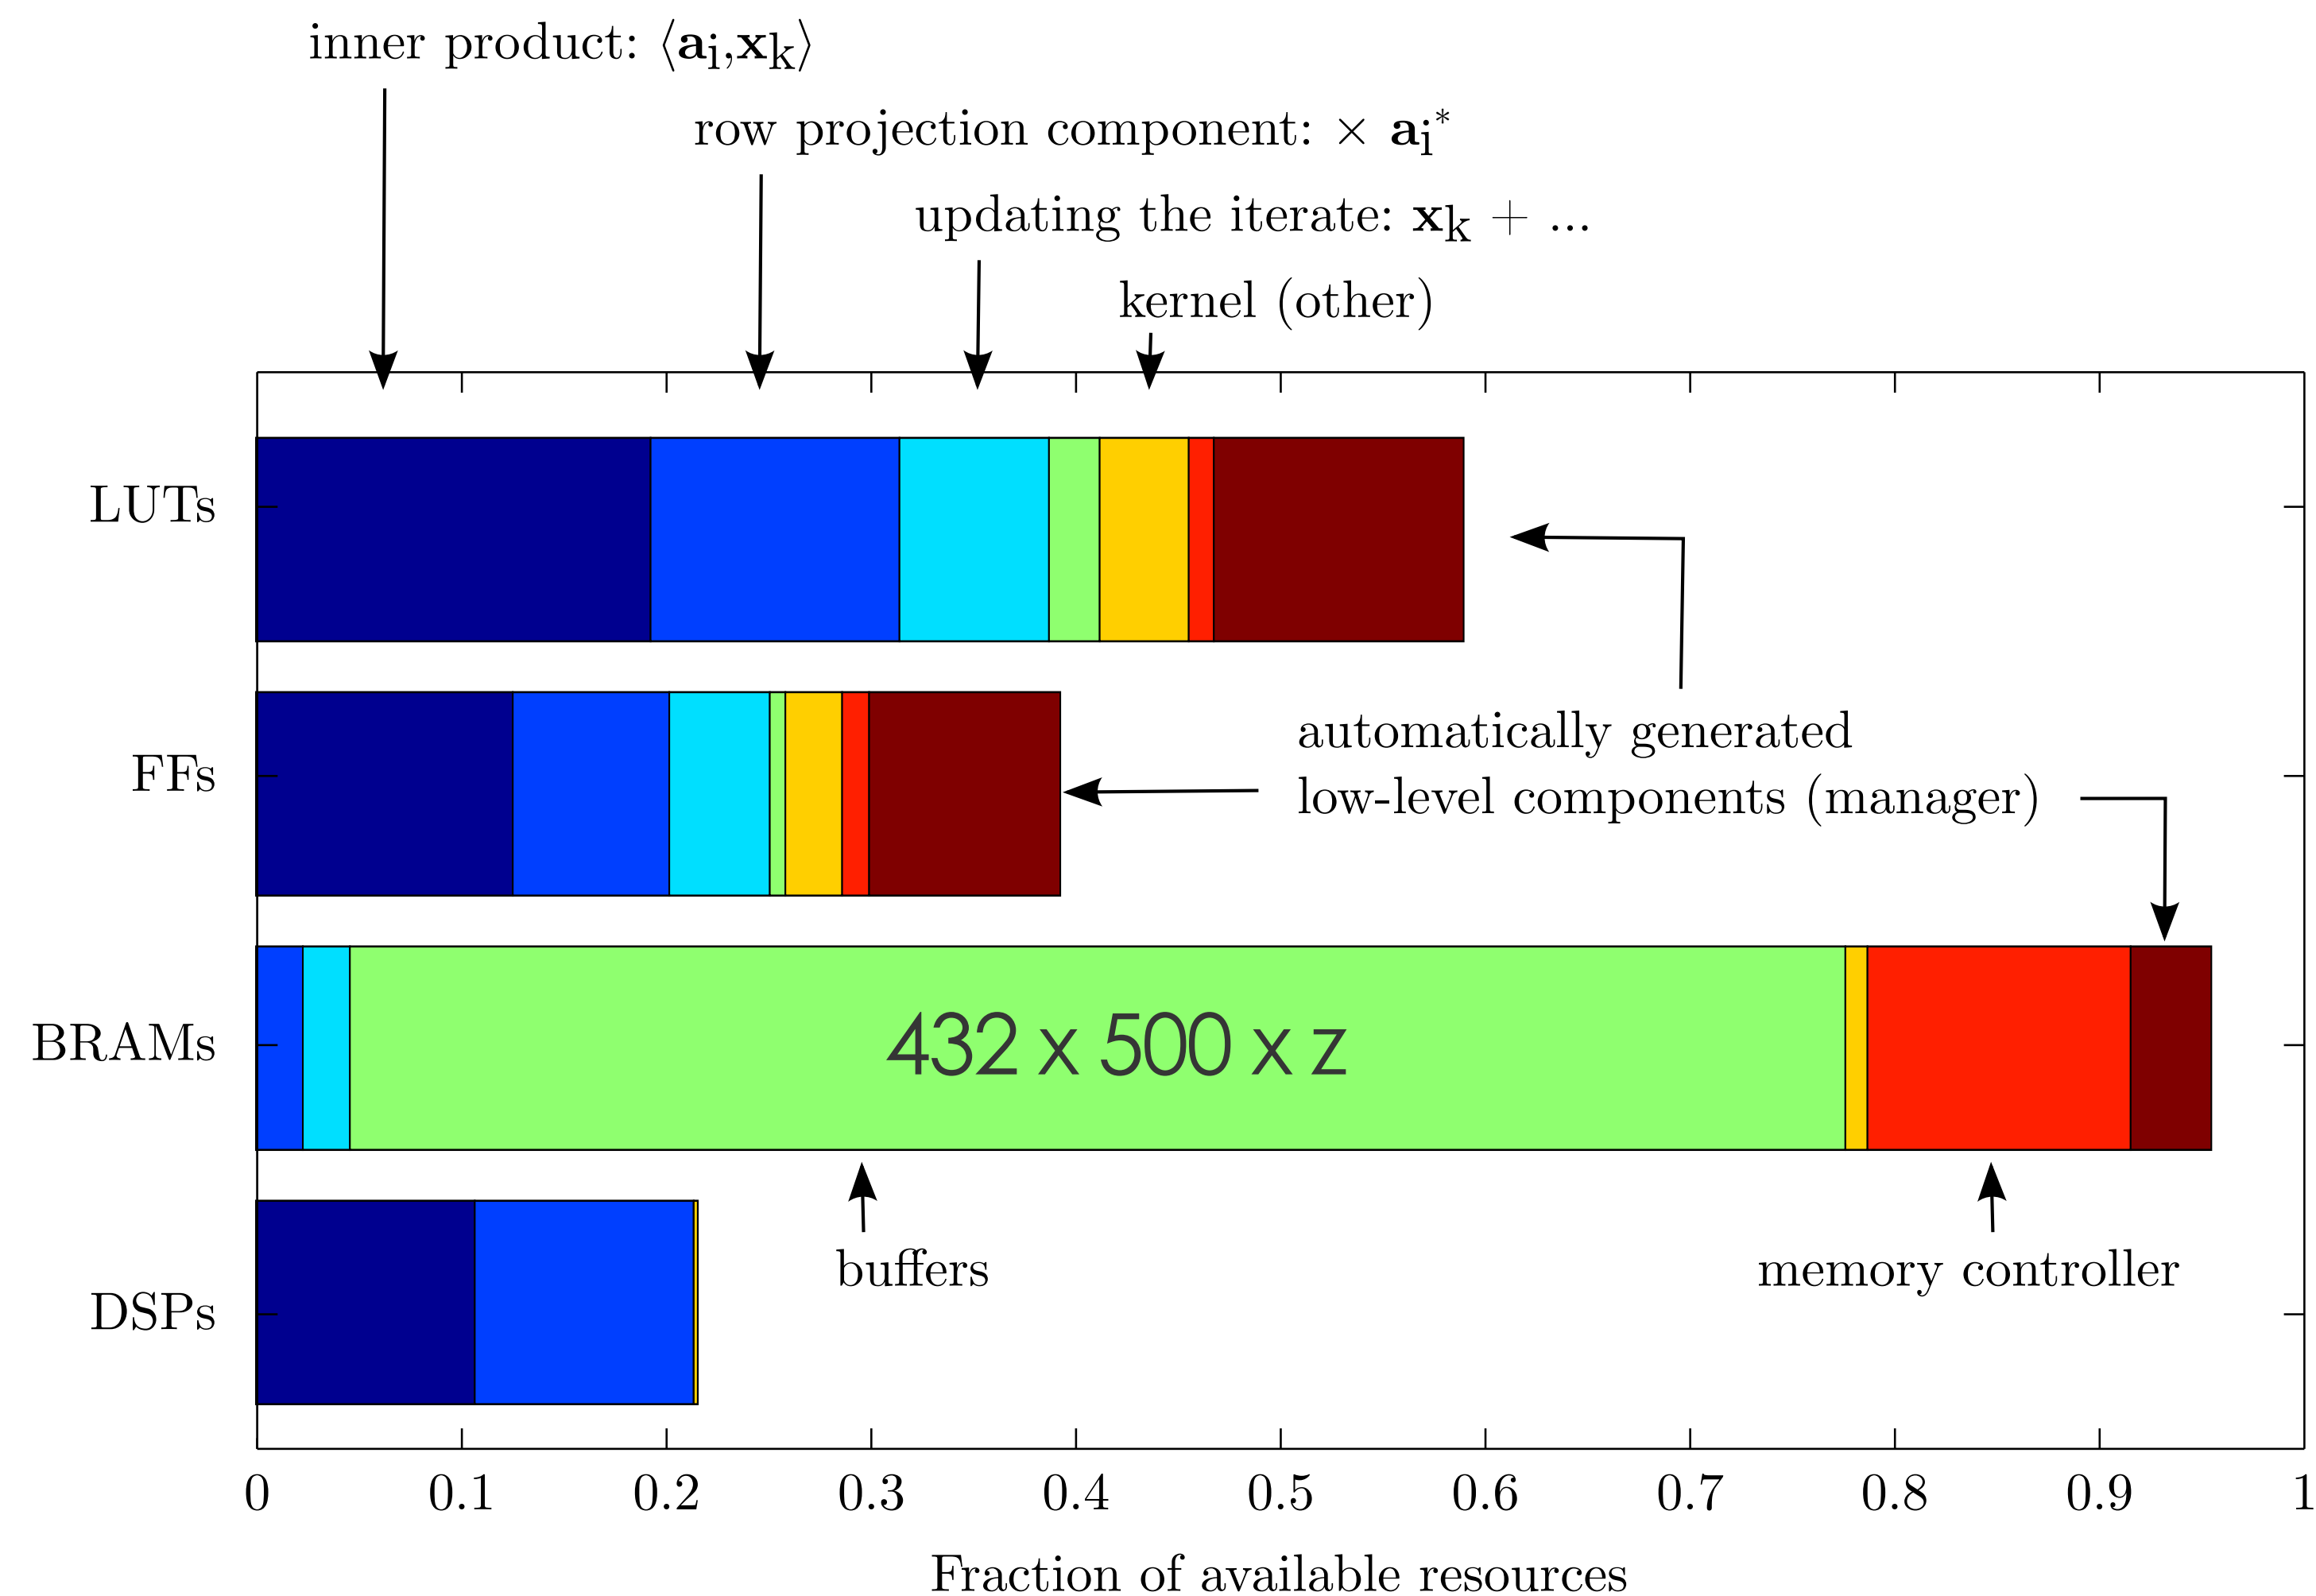 inner product: ⟨aᵢ,xₖ⟩
row projection component: × aᵢ*
updating the iterate: xₖ + ...
kernel (other)
LUTs
FFs
automatically generated
low-level components (manager)
BRAMs
432 x 500 x z
buffers
memory controller
DSPs
0 0.1 0.2 0.3 0.4 0.5 0.6 0.7 0.8 0.9 1
Fraction of available resources